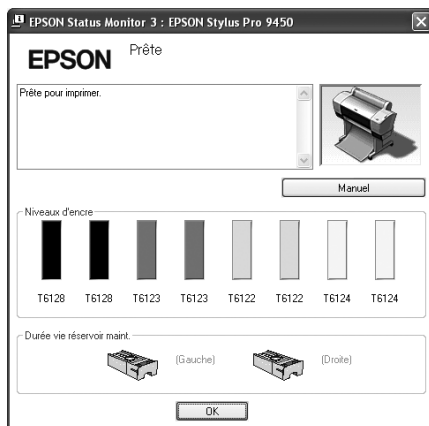 EPSON Status Monitor 3 : EPSON Stylus Pro 9450
EPSON
Prête
Prête pour imprimer.
Manuel
Niveaux d'encre
T6128 T6128 T6123 T6123 T6122 T6122 T6124 T6124
Durée vie réservoir maint.
(Gauche) (Droite)
OK